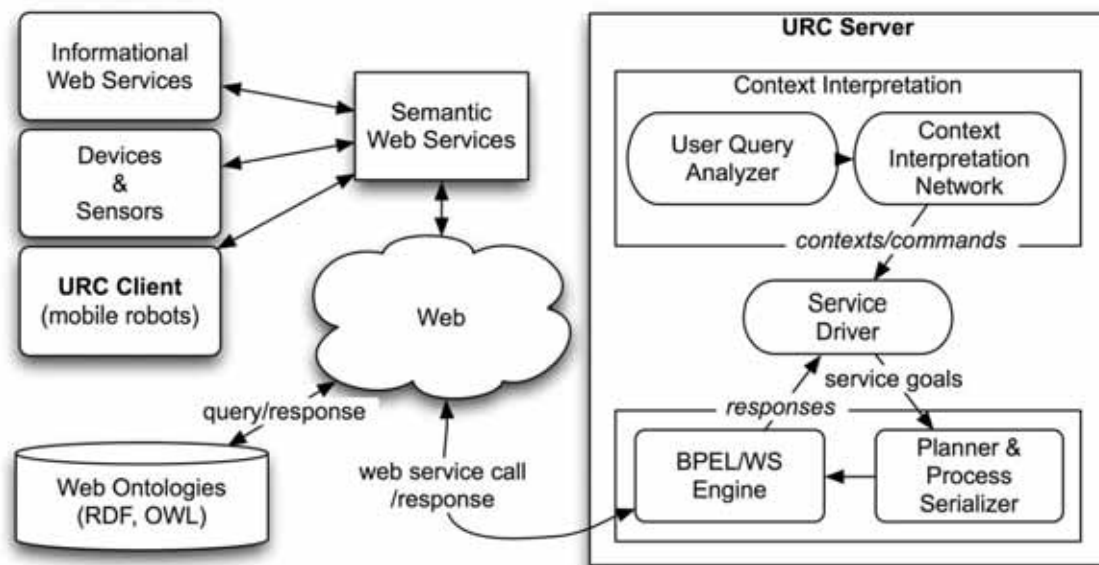 Informational
Web Services
Devices
&
Sensors
URC Client
(mobile robots)
Semantic
Web Services
Web
query/response
Web Ontologies
(RDF, OWL)
web service call
/response
URC Server
Context Interpretation
User Query
Analyzer
Context
Interpretation
Network
contexts/commands
Service
Driver
service goals
responses
BPEL/WS
Engine
Planner &
Process
Serializer